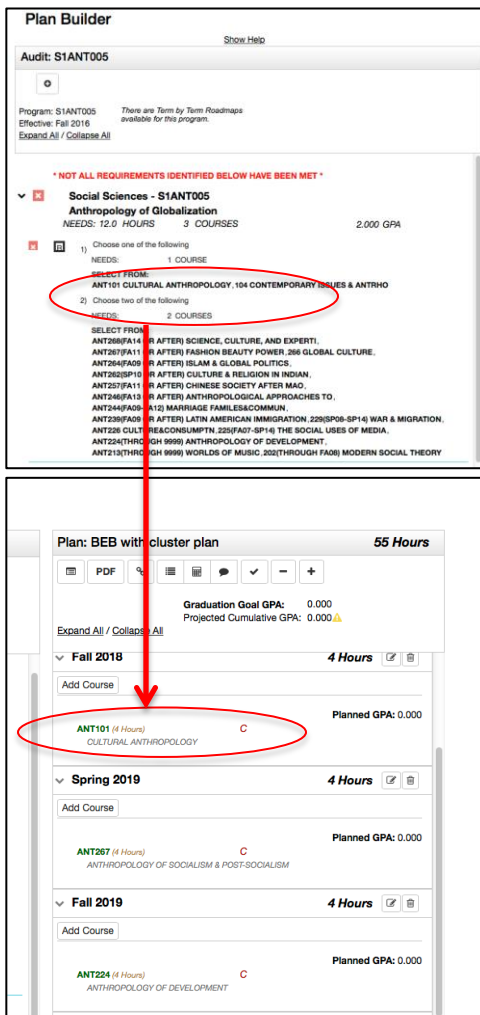 Plan Builder
Show Help
Audit: S1ANT005
Program: S1ANT005 There are Term by Term Roadmaps
Effective: Fall 2016 available for this program.
Expand All / Collapse All
* NOT ALL REQUIREMENTS IDENTIFIED BELOW HAVE BEEN MET *
Social Sciences - S1ANT005
Anthropology of Globalization
NEEDS: 12.0 HOURS 3 COURSES 2.000 GPA
1) Choose one of the following
NEEDS: 1 COURSE
SELECT FROM:
ANT101 CULTURAL ANTHROPOLOGY,104 CONTEMPORARY ISSUES & ANTRHO
2) Choose two of the following
NEEDS: 2 COURSES
SELECT FROM:
ANT268(FA14 OR AFTER) SCIENCE, CULTURE, AND EXPERTI,
ANT267(FA11 OR AFTER) FASHION BEAUTY POWER,266 GLOBAL CULTURE,
ANT264(FA09 OR AFTER) ISLAM & GLOBAL POLITICS,
ANT262(SP10 OR AFTER) CULTURE & RELIGION IN INDIAN,
ANT257(FA11 OR AFTER) CHINESE SOCIETY AFTER MAO,
ANT246(FA13 OR AFTER) ANTHROPOLOGICAL APPROACHES TO,
ANT244(FA09-FA12) MARRIAGE FAMILES&COMMUN,
ANT239(FA09 OR AFTER) LATIN AMERICAN IMMIGRATION,229(SP08-SP14) WAR & MIGRATION,
ANT226 CULTURE&CONSUMPTN,225(FA07-SP14) THE SOCIAL USES OF MEDIA,
ANT224(THROUGH 9999) ANTHROPOLOGY OF DEVELOPMENT,
ANT213(THROUGH 9999) WORLDS OF MUSIC,202(THROUGH FA08) MODERN SOCIAL THEORY
Plan: BEB with cluster plan 55 Hours
PDF
Graduation Goal GPA: 0.000
Projected Cumulative GPA: 0.000
Expand All / Collapse All
Fall 2018 4 Hours
Add Course
Planned GPA: 0.000
ANT101 (4 Hours) C
CULTURAL ANTHROPOLOGY
Spring 2019 4 Hours
Add Course
Planned GPA: 0.000
ANT267 (4 Hours) C
ANTHROPOLOGY OF SOCIALISM & POST-SOCIALISM
Fall 2019 4 Hours
Add Course
Planned GPA: 0.000
ANT224 (4 Hours) C
ANTHROPOLOGY OF DEVELOPMENT